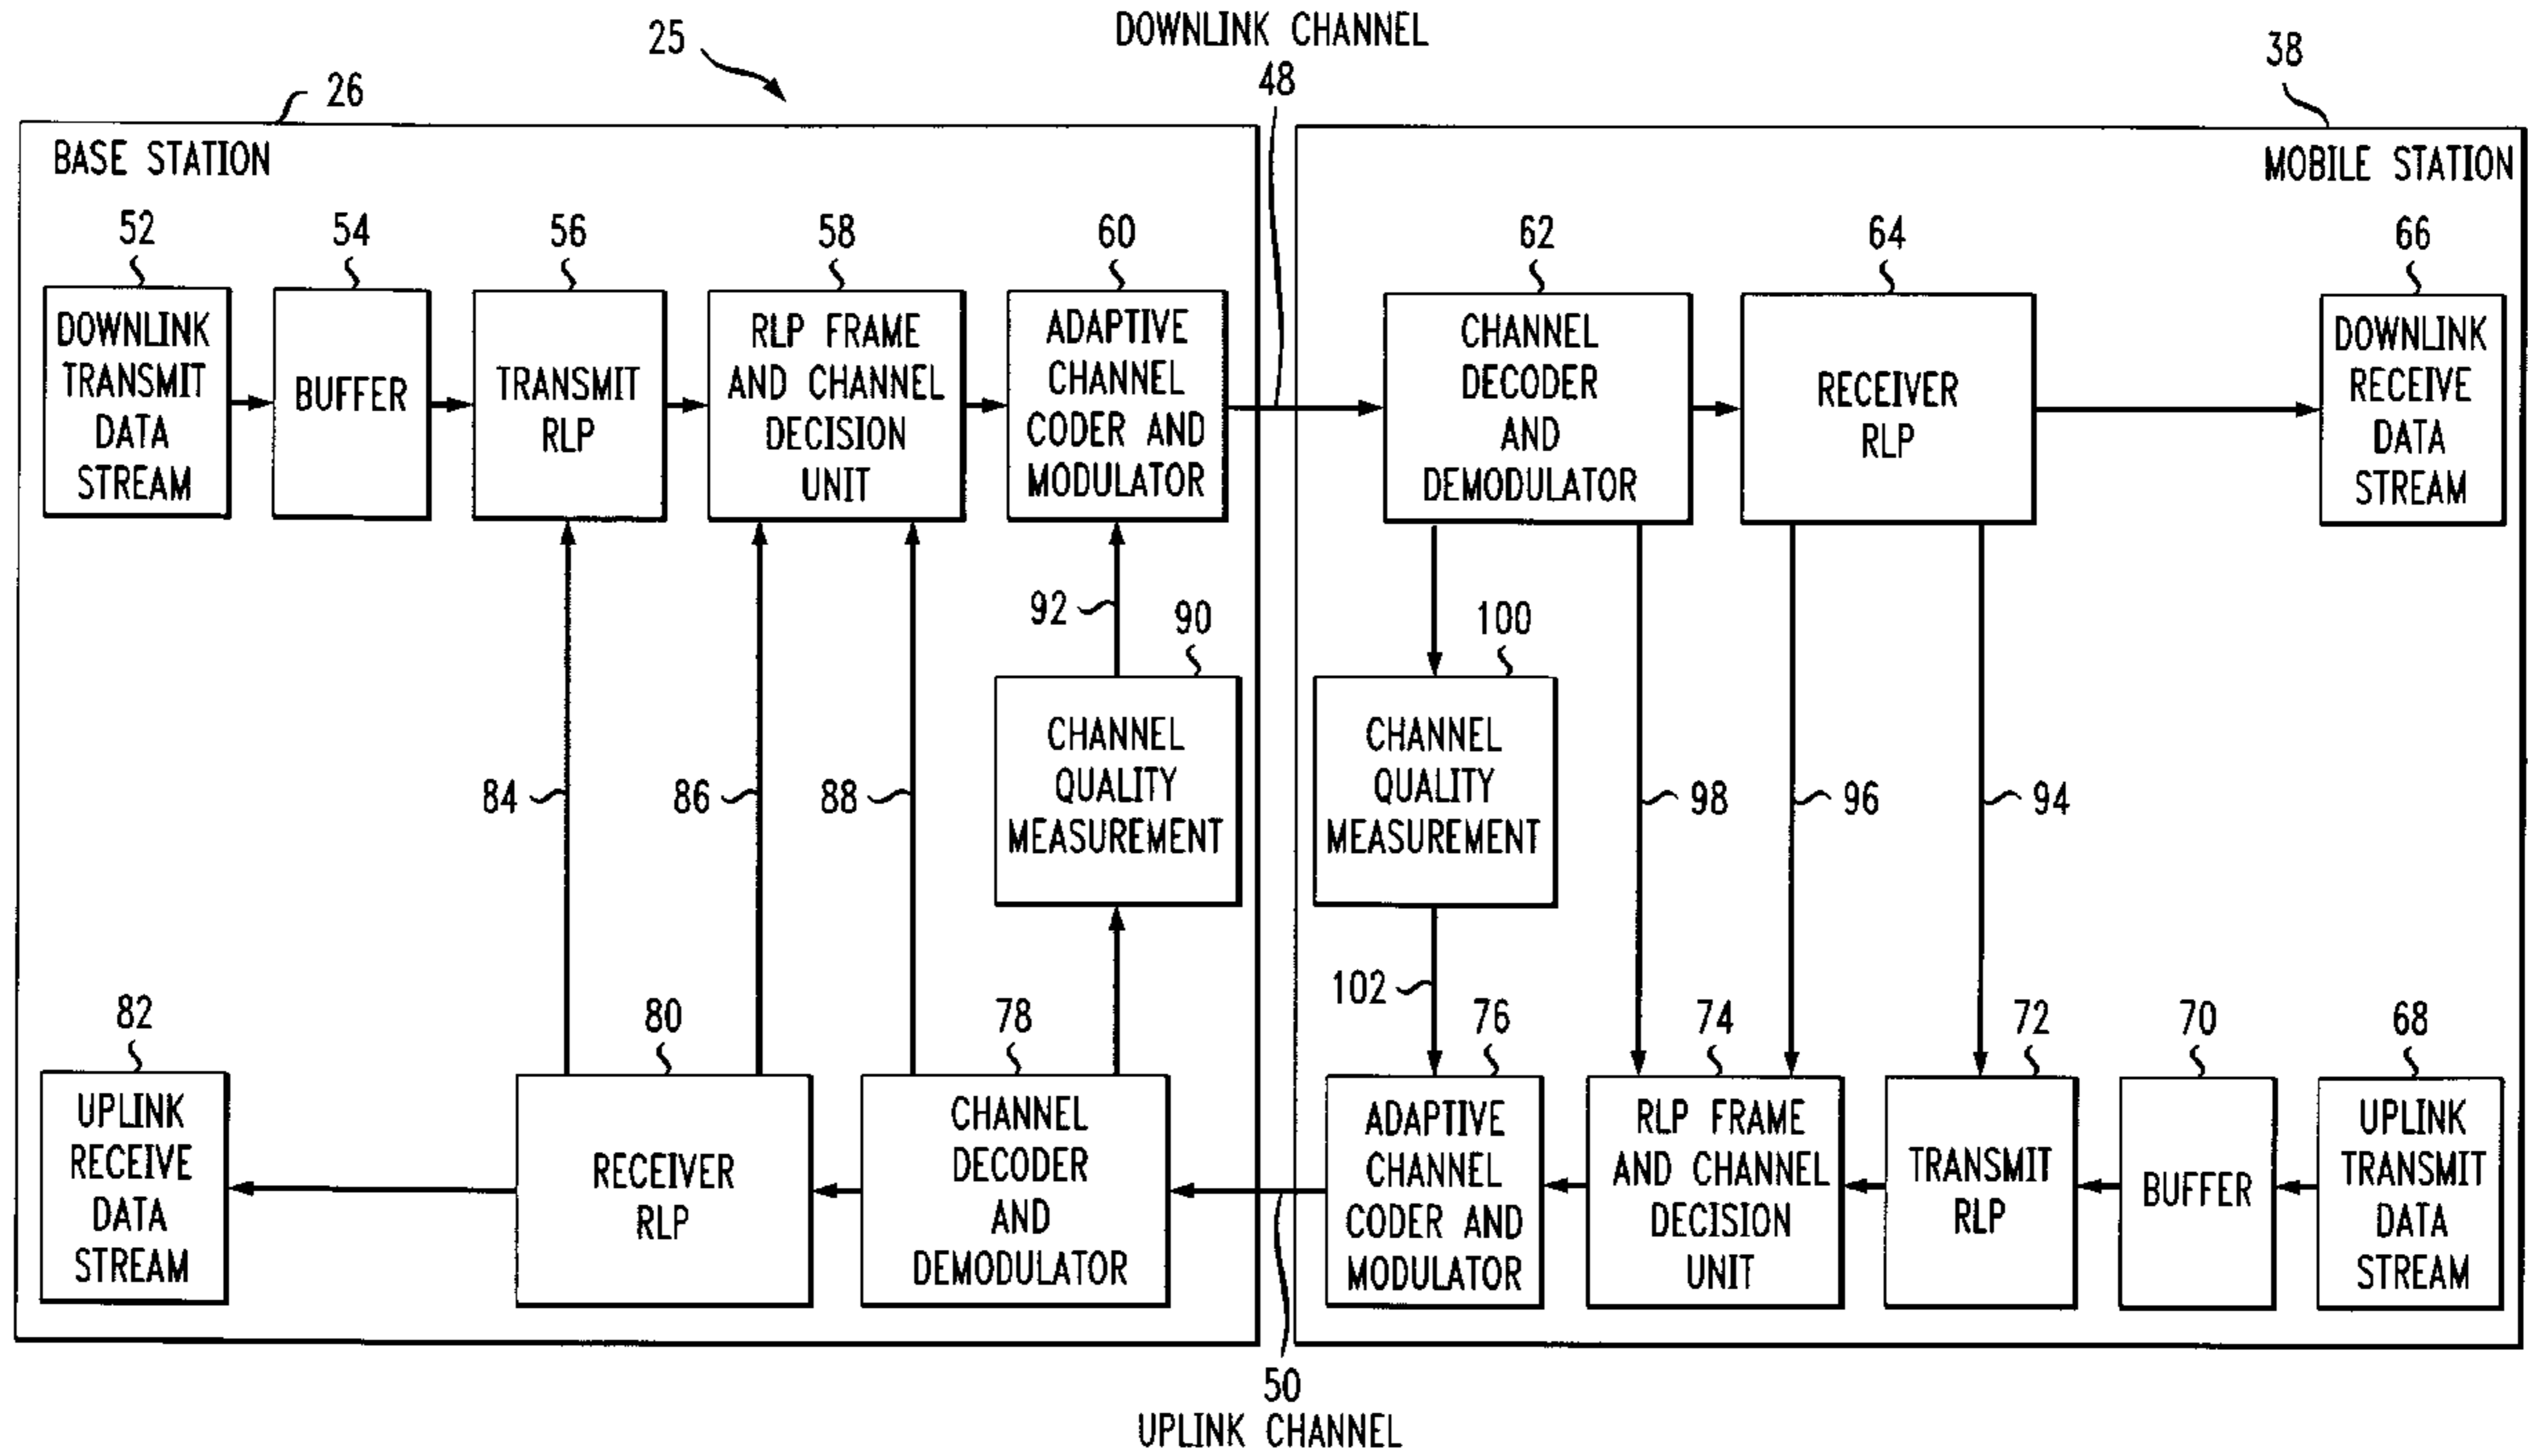 DOWNLINK CHANNEL
25
48
38
26
BASE STATION
MOBILE STATION
52
54
56
58
60
62
64
66
DOWNLINK
TRANSMIT
DATA
STREAM
BUFFER
TRANSMIT
RLP
RLP FRAME
AND CHANNEL
DECISION
UNIT
ADAPTIVE
CHANNEL
CODER AND
MODULATOR
CHANNEL
DECODER
AND
DEMODULATOR
RECEIVER
RLP
DOWNLINK
RECEIVE
DATA
STREAM
92
90
100
CHANNEL
QUALITY
MEASUREMENT
CHANNEL
QUALITY
MEASUREMENT
84
86
88
98
96
94
102
82
80
78
76
74
72
70
68
UPLINK
RECEIVE
DATA
STREAM
RECEIVER
RLP
CHANNEL
DECODER
AND
DEMODULATOR
ADAPTIVE
CHANNEL
CODER AND
MODULATOR
RLP FRAME
AND CHANNEL
DECISION
UNIT
TRANSMIT
RLP
BUFFER
UPLINK
TRANSMIT
DATA
STREAM
50
UPLINK CHANNEL